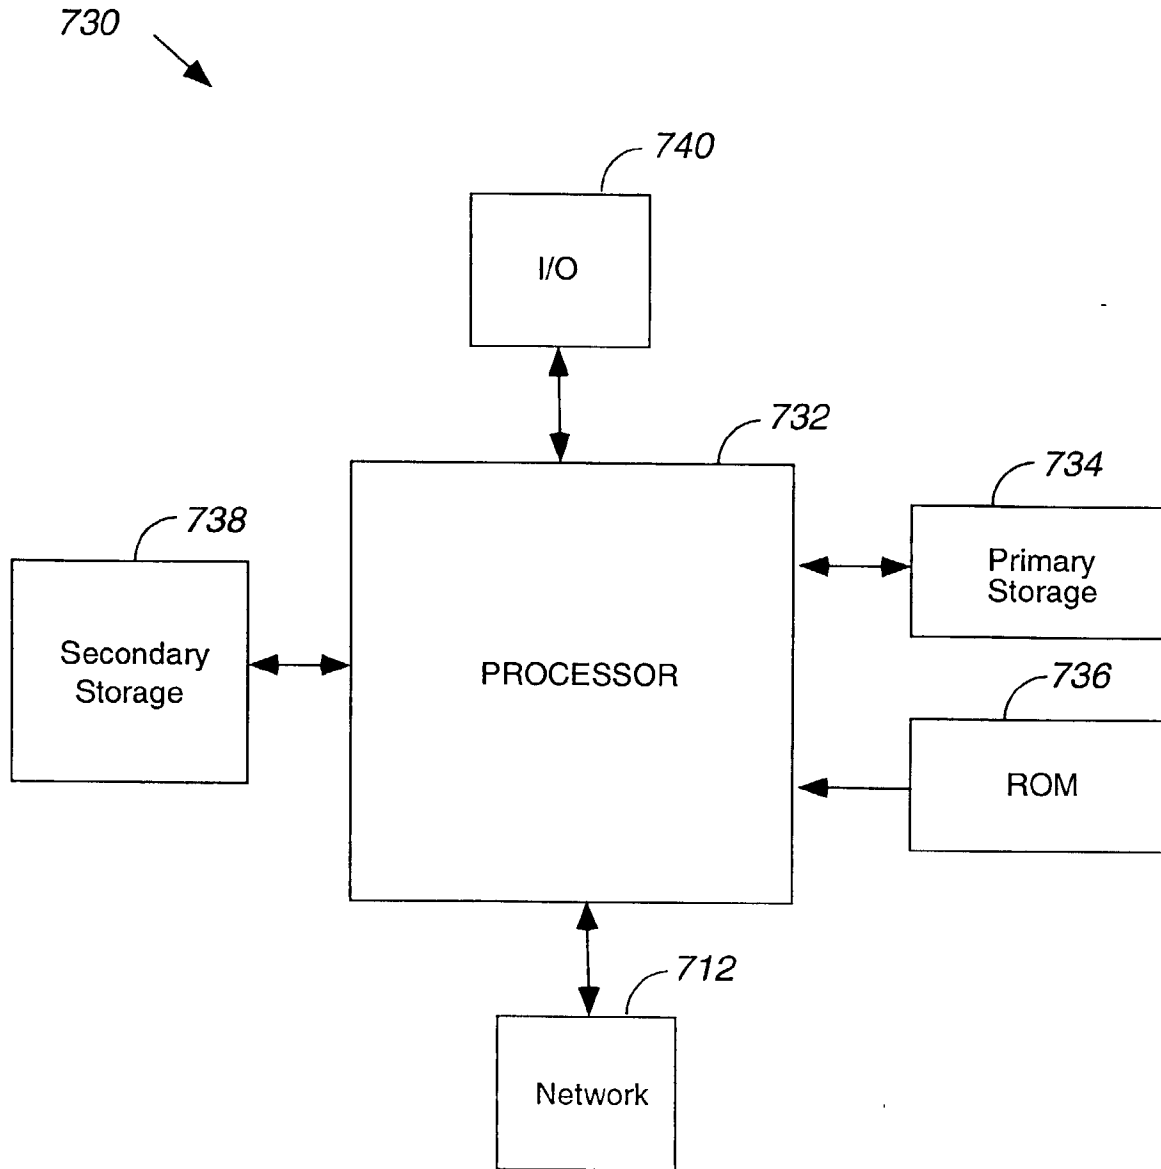 730
740
I/O
732
734
738
Primary
Storage
Secondary
Storage
PROCESSOR
736
ROM
712
Network